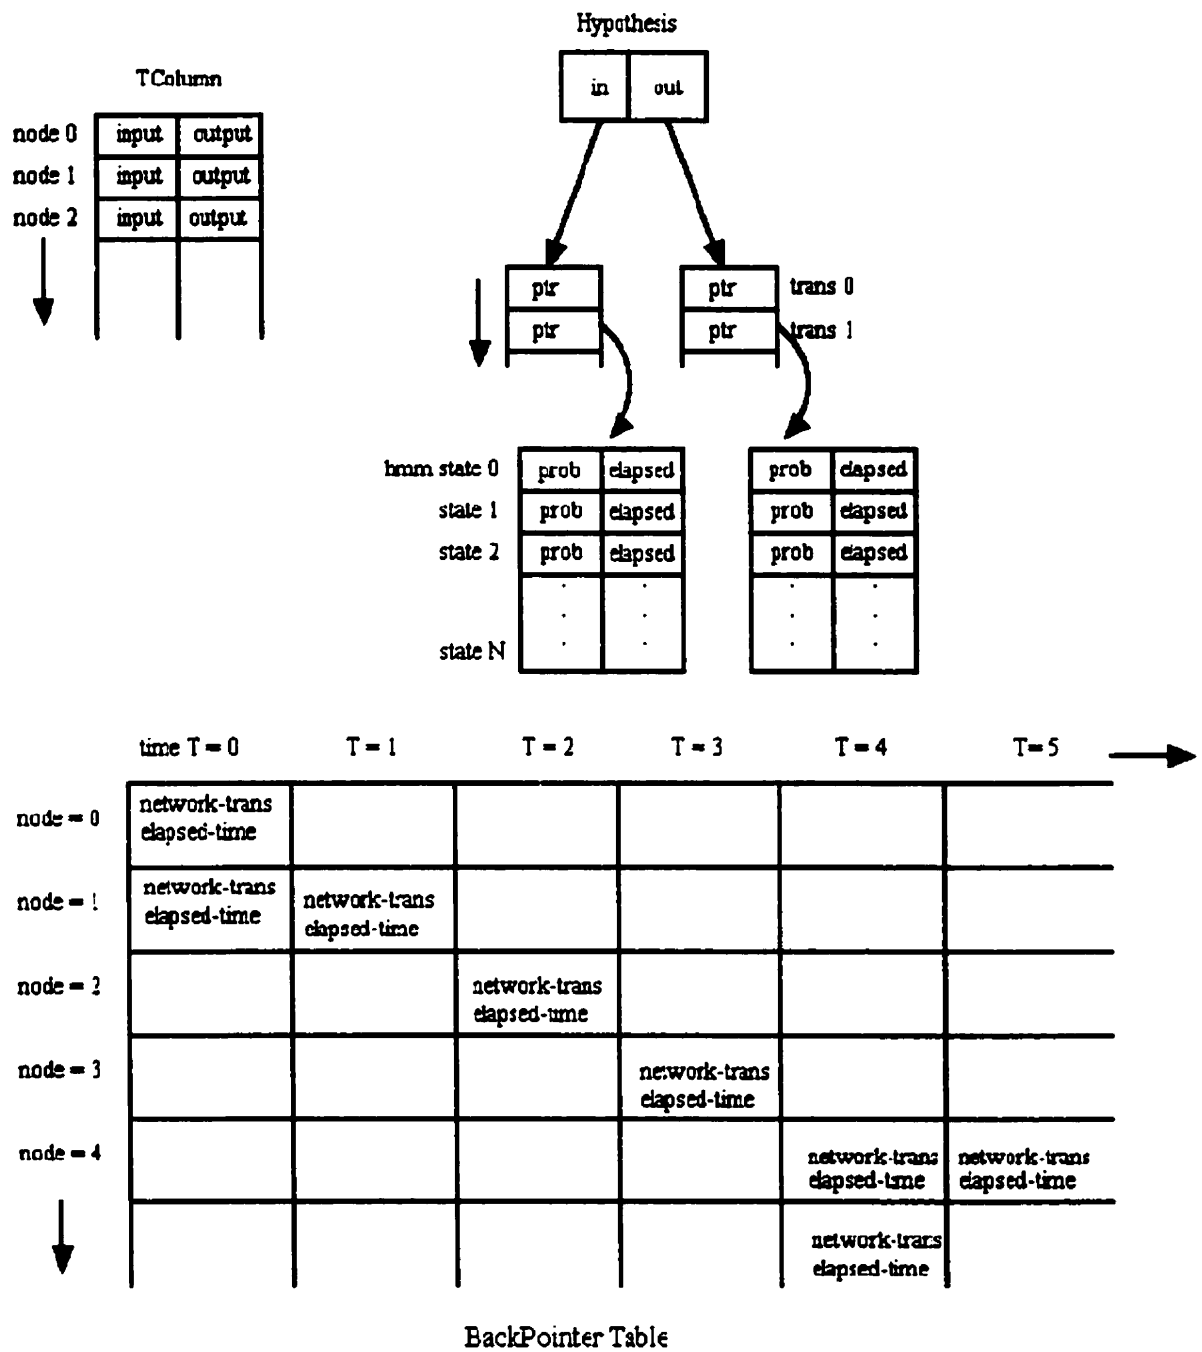 Hypothesis
in out
TColumn
node 0 input output
node 1 input output
node 2 input output
ptr ptr trans 0
ptr ptr trans 1
hmm state 0 prob elapsed prob elapsed
state 1 prob elapsed prob elapsed
state 2 prob elapsed prob elapsed
state N
time T = 0 T = 1 T = 2 T = 3 T = 4 T= 5
node = 0
network-trans
elapsed-time
node = 1
network-trans
elapsed-time
network-trans
elapsed-time
node = 2
network-trans
elapsed-time
node = 3
network-trans
elapsed-time
node = 4
network-trans
elapsed-time
network-trans
elapsed-time
network-trans
elapsed-time
BackPointer Table